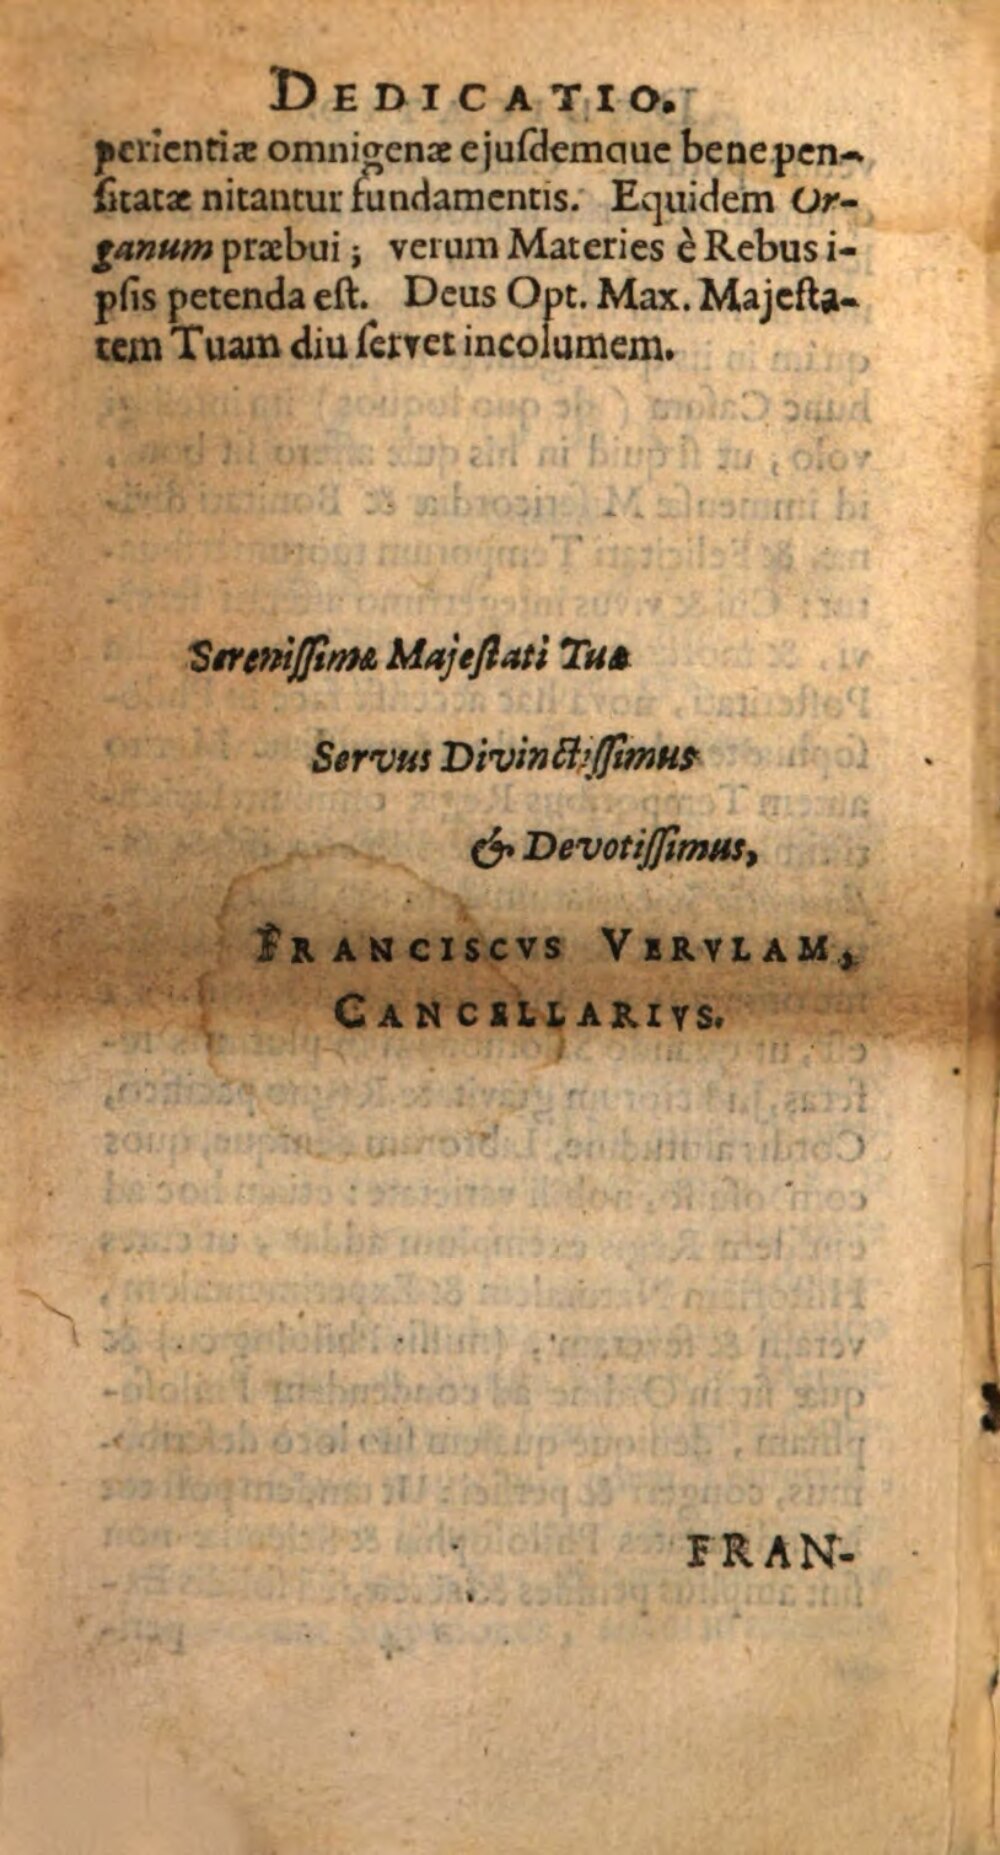 DEDICATIO.
perientiæ omnigenæ ejuſdemque bene pen-
ſitatæ nitantur fundamentis. Equidem Or-
ganum præbui; verum Materies è Rebus i-
pſis petenda eſt. Deus Opt. Max. Majeſta-
tem Tuam diu ſervet incolumem.
Sereniſſimæ Majeſtati Tuæ
Servus Divinctiſſimus
& Devotiſſimus,
FRANCISCVS VERVLAM,
CANCELLARIVS.
FRAN-